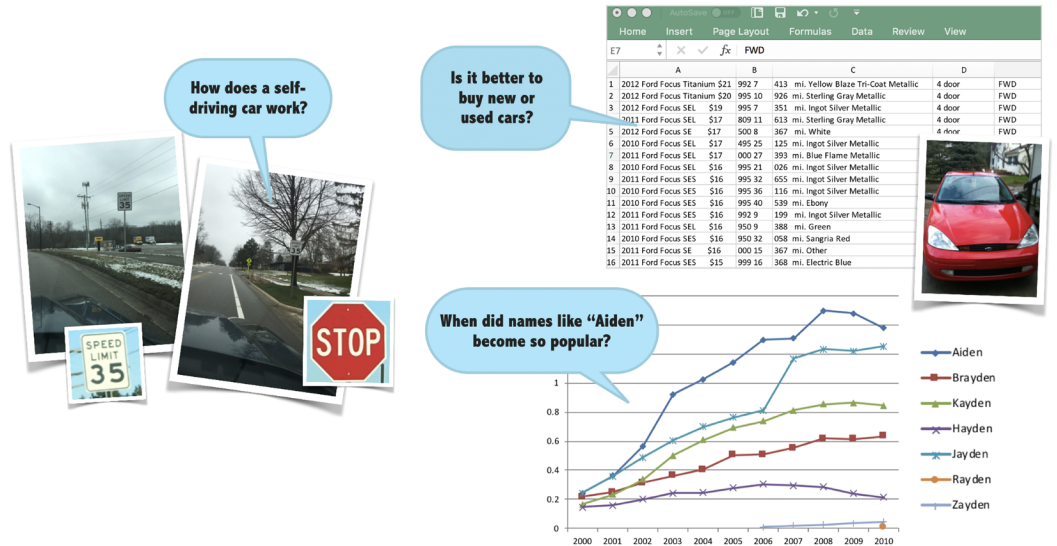 How does a self-
driving car work?
SPEED
LIMIT
35
SPEED
LIMIT
35
STOP
Is it better to
buy new or
used cars?
AutoSave OFF
Home Insert Page Layout Formulas Data Review View
E7 fx FWD
A B C D
1 2012 Ford Focus Titanium $21 992 7 413 mi. Yellow Blaze Tri-Coat Metallic 4 door FWD
2 2012 Ford Focus Titanium $20 995 10 926 mi. Sterling Gray Metallic 4 door FWD
3 2012 Ford Focus SEL $19 995 7 351 mi. Ingot Silver Metallic 4 door FWD
2011 Ford Focus SEL $17 809 11 613 mi. Sterling Gray Metallic 4 door FWD
5 2012 Ford Focus SE $17 500 8 367 mi. White 4 door FWD
6 2010 Ford Focus SEL $17 495 25 125 mi. Ingot Silver Metallic
7 2011 Ford Focus SEL $17 000 27 393 mi. Blue Flame Metallic
8 2010 Ford Focus SEL $16 995 21 026 mi. Ingot Silver Metallic
9 2011 Ford Focus SES $16 995 32 655 mi. Ingot Silver Metallic
10 2010 Ford Focus SES $16 995 36 116 mi. Ingot Silver Metallic
11 2010 Ford Focus SES $16 995 40 539 mi. Ebony
12 2011 Ford Focus SES $16 992 9 199 mi. Ingot Silver Metallic
13 2011 Ford Focus SEL $16 950 9 388 mi. Green
14 2010 Ford Focus SES $16 950 32 058 mi. Sangria Red
15 2011 Ford Focus SE $16 000 15 367 mi. Other
16 2011 Ford Focus SES $15 999 16 368 mi. Electric Blue
When did names like “Aiden”
become so popular?
1
0.8
0.6
0.4
0.2
0
2000 2001 2002 2003 2004 2005 2006 2007 2008 2009 2010
Aiden
Brayden
Kayden
Hayden
Jayden
Rayden
Zayden